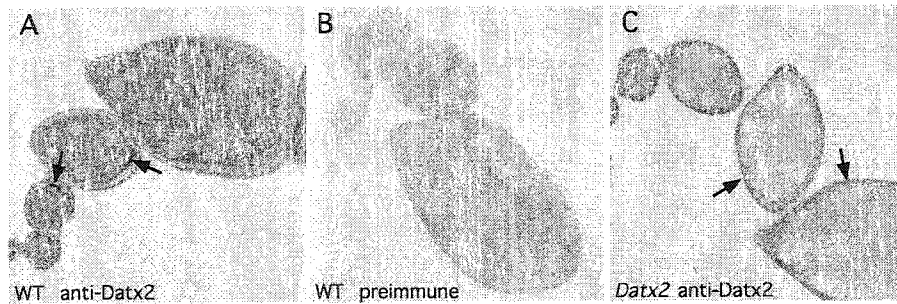 A
B
C
WT anti-Datx2
WT preimmune
Datx2 anti-Datx2